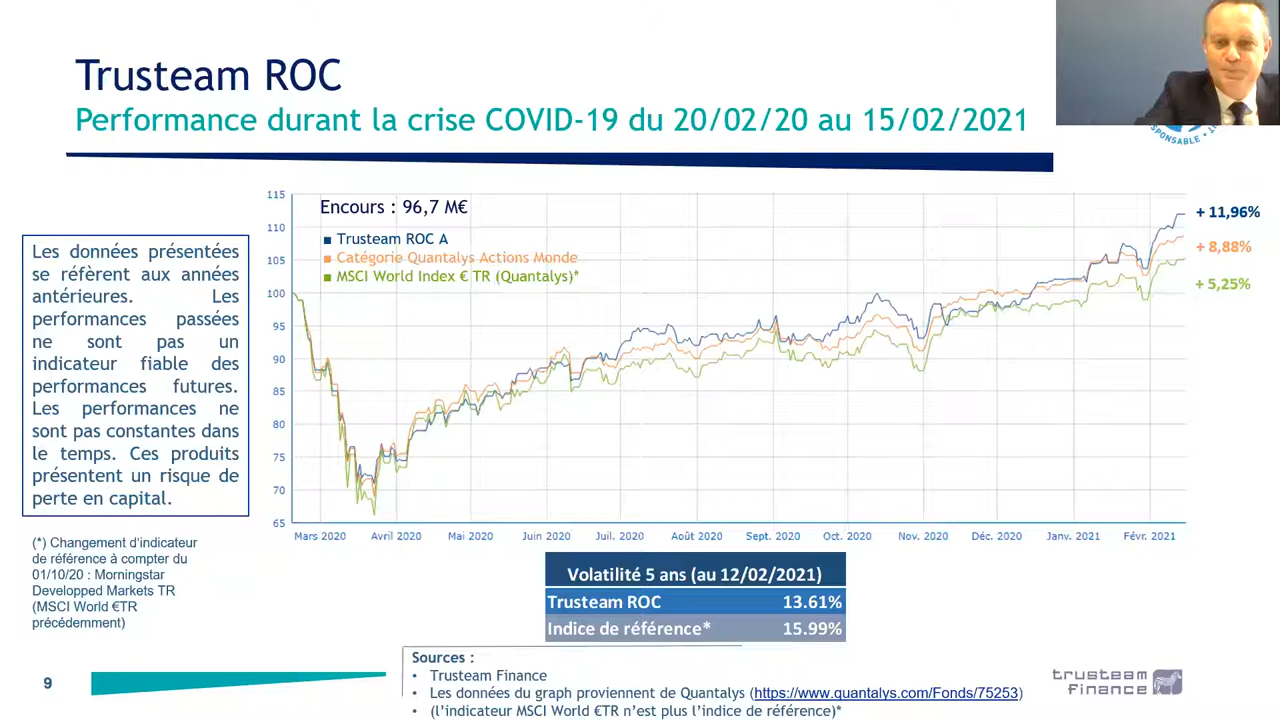 Trusteam ROC
Performance durant la crise COVID-19 du 20/02/20 au 15/02/2021
SPONSABLE •
115
110
105
100
95
90
85
80
75
70
65
Encours : 96,7 M€
Trusteam ROC A
Catégorie Quantalys Actions Monde
MSCI World Index € TR (Quantalys)*
+ 11,96%
+ 8,88%
+ 5,25%
Mars 2020 Avril 2020 Mai 2020 Juin 2020 Juil. 2020 Août 2020 Sept. 2020 Oct. 2020 Nov. 2020 Déc. 2020 Janv. 2021 Févr. 2021
Les données présentées
se réfèrent aux années
antérieures. Les
performances passées
ne sont pas un
indicateur fiable des
performances futures.
Les performances ne
sont pas constantes dans
le temps. Ces produits
présentent un risque de
perte en capital.
(*) Changement d'indicateur
de référence à compter du
01/10/20 : Morningstar
Developped Markets TR
(MSCI World €TR
précédemment)
Volatilité 5 ans (au 12/02/2021)
Trusteam ROC 13.61%
Indice de référence* 15.99%
Sources :
• Trusteam Finance
• Les données du graph proviennent de Quantalys (https://www.quantalys.com/Fonds/75253)
• (l'indicateur MSCI World €TR n'est plus l'indice de référence)*
9
trusteam
finance